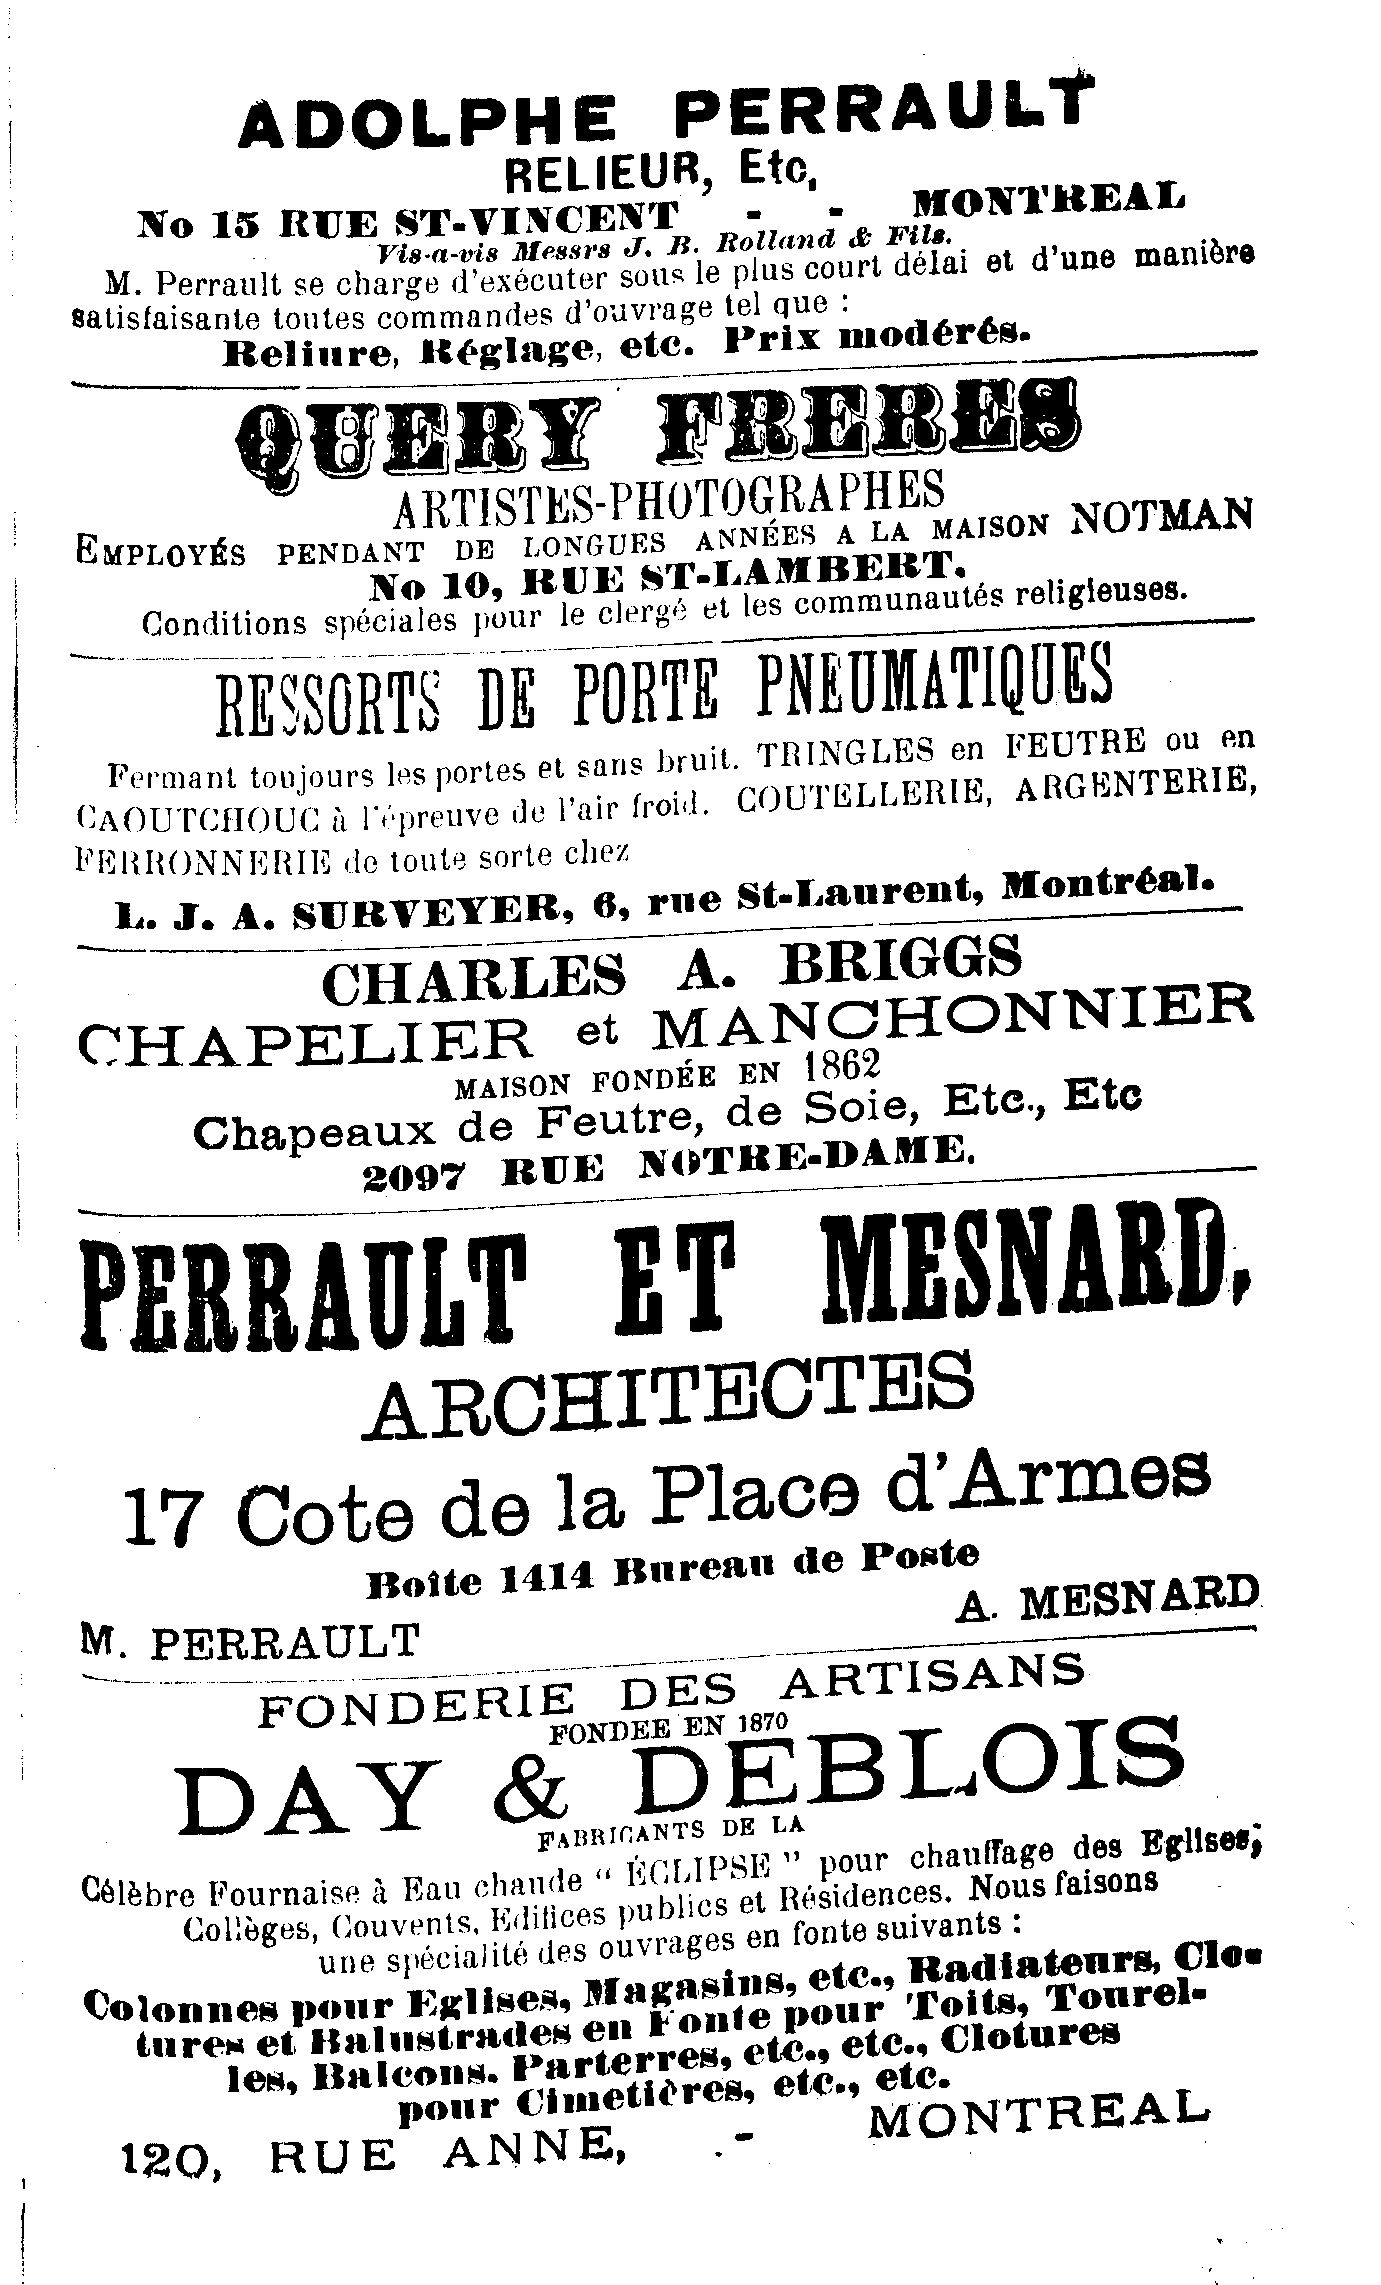 ADOLPHE PERRAULT
RELIEUR, Etc,
No 15 RUE ST-VINCENT - - MONTREAL
Vis-a-vis Messrs J. B. Rolland & Fils.
M. Perrault se charge d'exécuter sous le plus court délai et d'une manière
satisfaisante toutes commandes d'ouvrage tel que :
Reliure, Réglage, etc. Prix modérés.
QUERY FRERES
ARTISTES-PHOTOGRAPHES
EMPLOYÉS PENDANT DE LONGUES ANNÉES A LA MAISON NOTMAN
No 10, RUE ST-LAMBERT.
Conditions spéciales pour le clergé et les communautés religieuses.
RESSORTS DE PORTE PNEUMATIQUES
Fermant toujours les portes et sans bruit. TRINGLES en FEUTRE ou en
CAOUTCHOUC à l'épreuve de l'air froid. COUTELLERIE, ARGENTERIE,
FERRONNERIE de toute sorte chez
L. J. A. SURVEYER, 6, rue St-Laurent, Montréal.
CHARLES A. BRIGGS
CHAPELIER et MANCHONNIER
MAISON FONDÉE EN 1862
Chapeaux de Feutre, de Soie, Etc., Etc
2097 RUE NOTRE-DAME.
PERRAULT ET MESNARD,
ARCHITECTES
17 Cote de la Place d'Armes
Boîte 1414 Bureau de Poste
M. PERRAULT A. MESNARD
FONDERIE DES ARTISANS
FONDEE EN 1870
DAY & DEBLOIS
FABRICANTS DE LA
Célèbre Fournaise à Eau chaude “ ÉCLIPSE ” pour chauffage des Eglises,
Collèges, Couvents, Edifices publics et Résidences. Nous faisons
une spécialité des ouvrages en fonte suivants :
Colonnes pour Eglises, Magasins, etc., Radiateurs, Clo-
tures et Balustrades en Fonte pour Toits, Tourel-
les, Balcons. Parterres, etc., etc., Clotures
pour Cimetières, etc., etc.
120, RUE ANNE, - MONTREAL